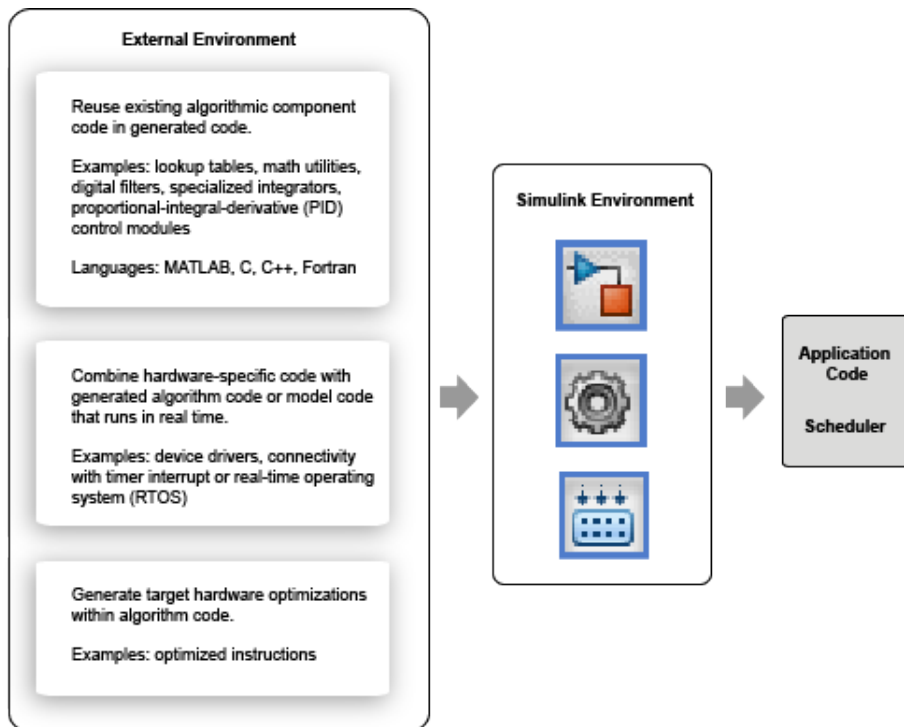 External Environment
Reuse existing algorithmic component
code in generated code.
Examples: lookup tables, math utilities,
digital filters, specialized integrators,
proportional-integral-derivative (PID)
control modules
Languages: MATLAB, C, C++, Fortran
Combine hardware-specific code with
generated algorithm code or model code
that runs in real time.
Examples: device drivers, connectivity
with timer interrupt or real-time operating
system (RTOS)
Generate target hardware optimizations
within algorithm code.
Examples: optimized instructions
Simulink Environment
Application
Code
Scheduler